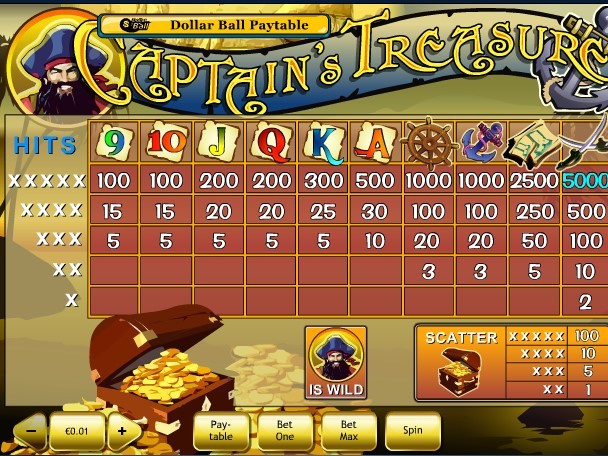 $ Dollar Ball Dollar Ball Paytable
CAPTAIN'S TREASURE
HITS 9 10 J Q K A
XXXXX 100 100 200 200 300 500 1000 1000 2500 5000
XXXX 15 15 20 20 25 30 100 100 250 500
XXX 5 5 5 5 5 10 20 20 50 100
XX 3 3 5 10
X 2
SCATTER XXXXX 100
XXXX 10
XXX 5
XX 1
IS WILD
− €0.01 + Pay-table Bet One Bet Max Spin